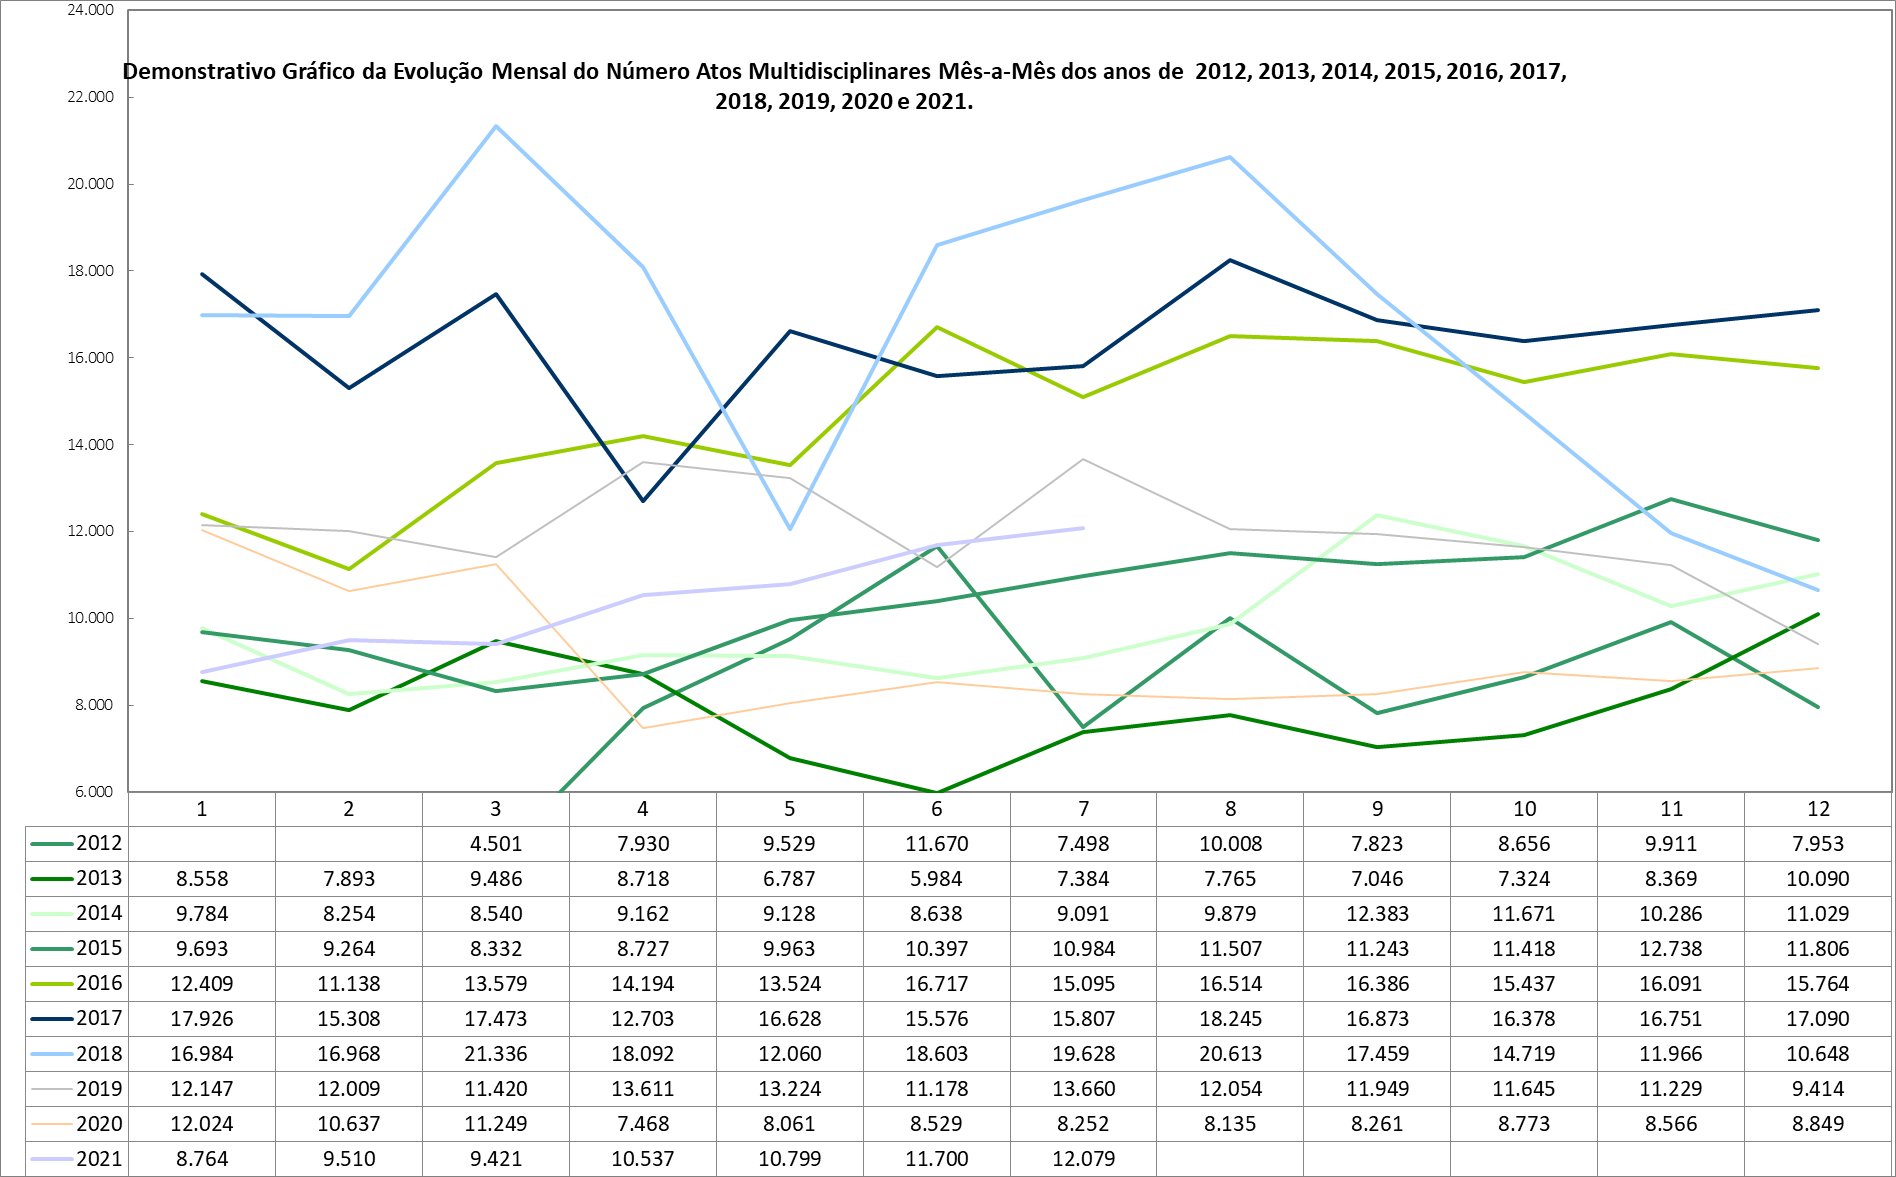 24.000
Demonstrativo Gráfico da Evolução Mensal do Número Atos Multidisciplinares Mês-a-Mês dos anos de 2012, 2013, 2014, 2015, 2016, 2017,
2018, 2019, 2020 e 2021.
22.000
20.000
18.000
16.000
14.000
12.000
10.000
8.000
6.000
1 2 3 4 5 6 7 8 9 10 11 12
2012 4.501 7.930 9.529 11.670 7.498 10.008 7.823 8.656 9.911 7.953
2013 8.558 7.893 9.486 8.718 6.787 5.984 7.384 7.765 7.046 7.324 8.369 10.090
2014 9.784 8.254 8.540 9.162 9.128 8.638 9.091 9.879 12.383 11.671 10.286 11.029
2015 9.693 9.264 8.332 8.727 9.963 10.397 10.984 11.507 11.243 11.418 12.738 11.806
2016 12.409 11.138 13.579 14.194 13.524 16.717 15.095 16.514 16.386 15.437 16.091 15.764
2017 17.926 15.308 17.473 12.703 16.628 15.576 15.807 18.245 16.873 16.378 16.751 17.090
2018 16.984 16.968 21.336 18.092 12.060 18.603 19.628 20.613 17.459 14.719 11.966 10.648
2019 12.147 12.009 11.420 13.611 13.224 11.178 13.660 12.054 11.949 11.645 11.229 9.414
2020 12.024 10.637 11.249 7.468 8.061 8.529 8.252 8.135 8.261 8.773 8.566 8.849
2021 8.764 9.510 9.421 10.537 10.799 11.700 12.079